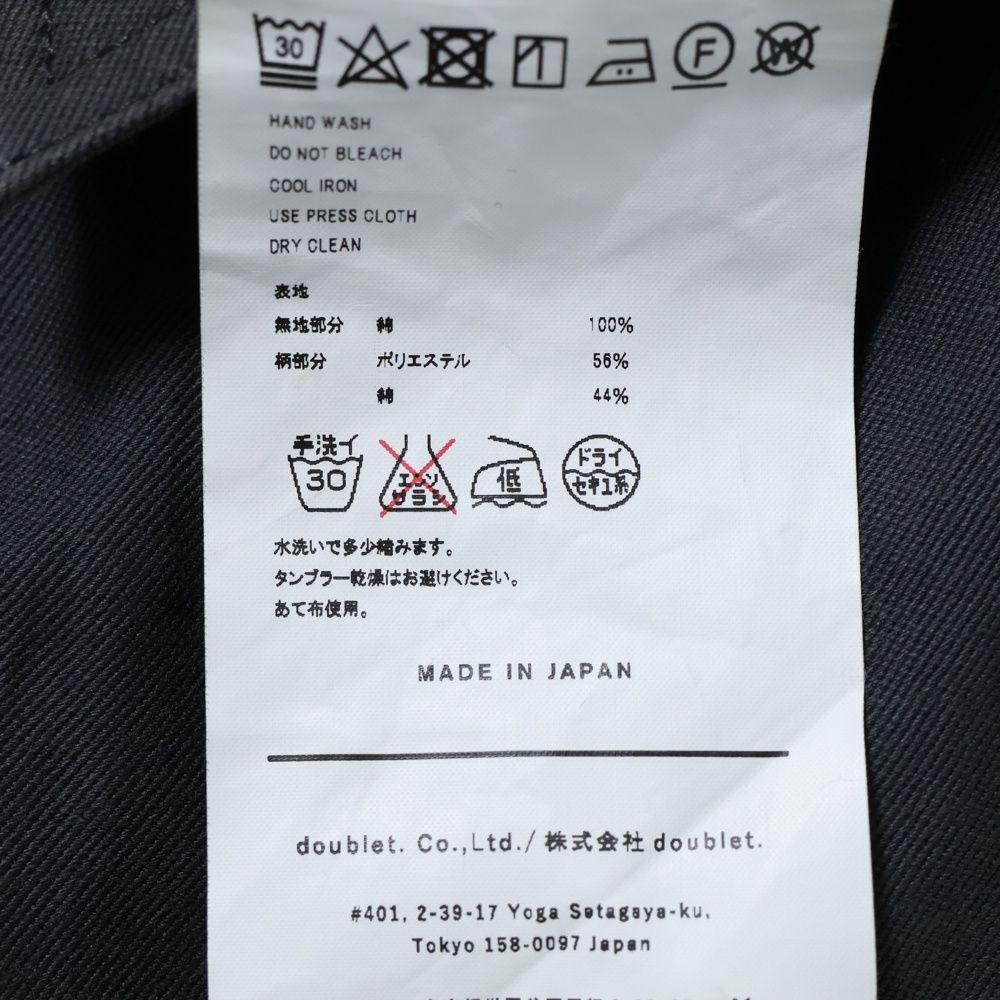 30
F
W
HAND WASH
DO NOT BLEACH
COOL IRON
USE PRESS CLOTH
DRY CLEAN
表地
無地部分 綿 100%
柄部分 ポリエステル 56%
綿 44%
手洗イ
30
エンソ
サラシ
低
ドライ
セキユ系
水洗いで多少縮みます。
タンブラー乾燥はお避けください。
あて布使用。
MADE IN JAPAN
doublet. Co.,Ltd./ 株式会社 doublet.
#401, 2-39-17 Yoga Setagaya-ku,
Tokyo 158-0097 Japan